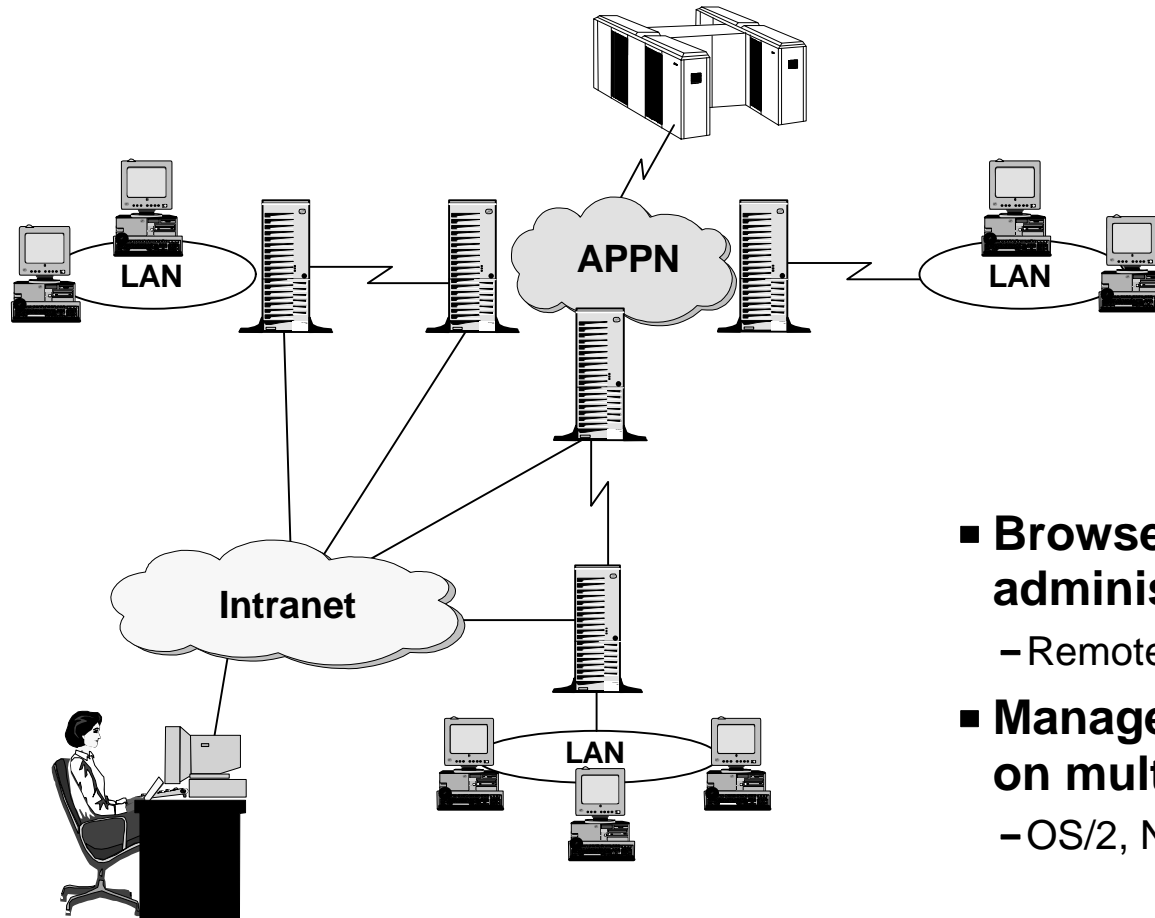 APPN
LAN
LAN
Intranet
LAN
■ Browse
adminis
–Remote
■ Manage
on mult
–OS/2, N